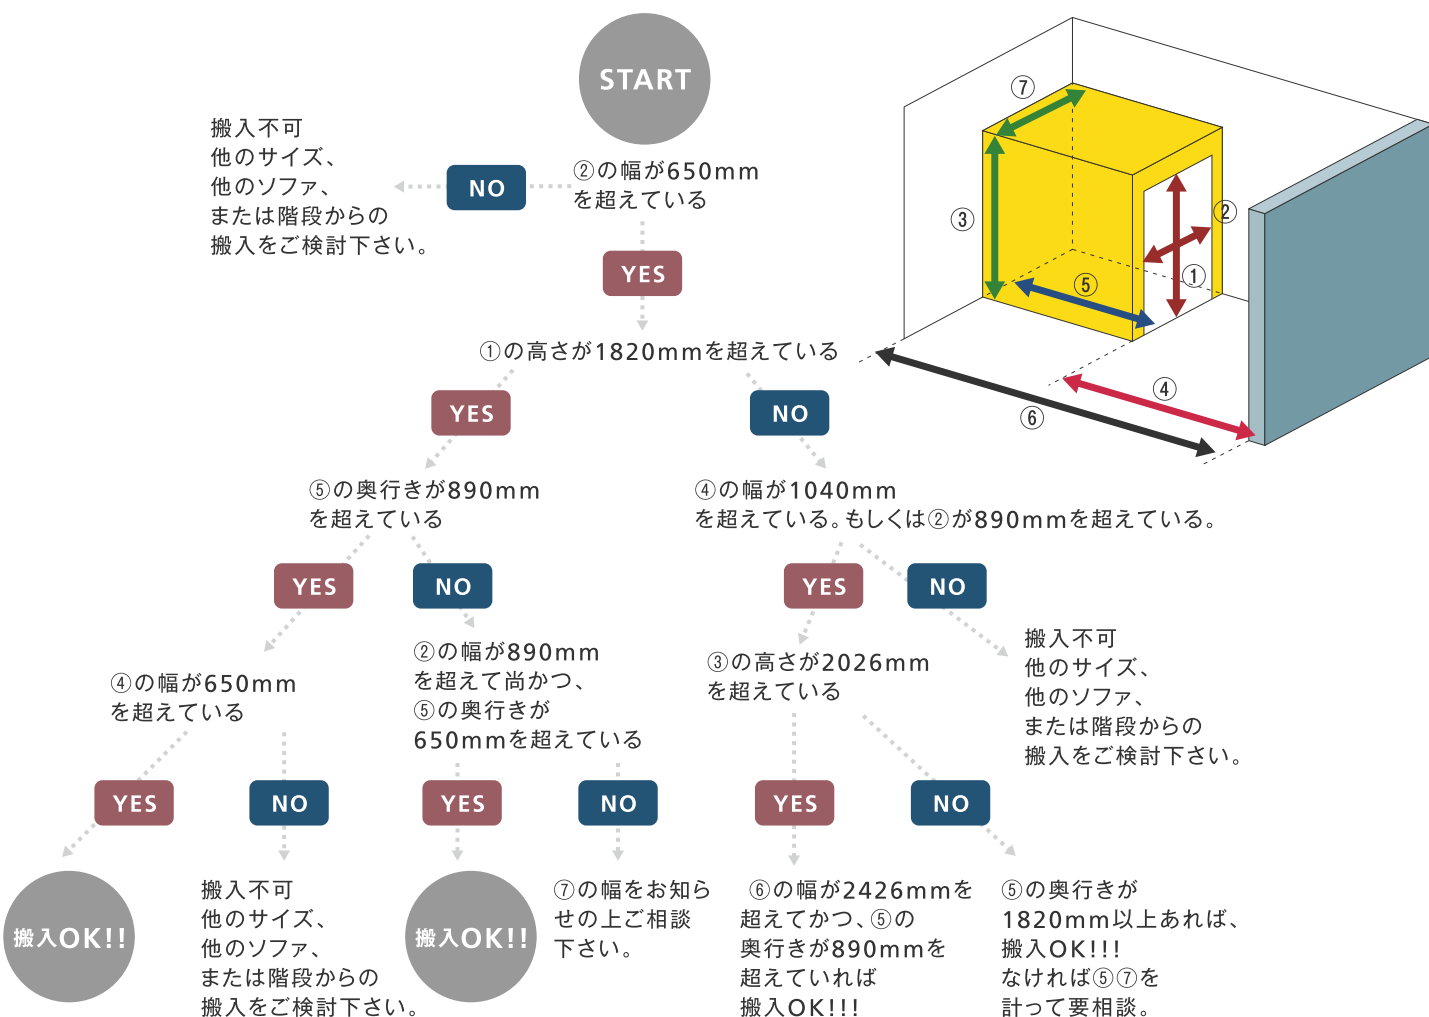 START
②の幅が650mm
を超えている
NO
搬入不可
他のサイズ、
他のソファ、
または階段からの
搬入をご検討下さい。
YES
①の高さが1820mmを超えている
YES
NO
⑤の奥行きが890mm
を超えている
④の幅が1040mm
を超えている。もしくは②が890mmを超えている。
YES
NO
YES
NO
④の幅が650mm
を超えている
②の幅が890mm
を超えて尚かつ、
⑤の奥行きが
650mmを超えている
③の高さが2026mm
を超えている
搬入不可
他のサイズ、
他のソファ、
または階段からの
搬入をご検討下さい。
YES
NO
YES
NO
YES
NO
搬入OK!!
搬入不可
他のサイズ、
他のソファ、
または階段からの
搬入をご検討下さい。
搬入OK!!
⑦の幅をお知ら
せの上ご相談
下さい。
⑥の幅が2426mmを
超えてかつ、⑤の
奥行きが890mmを
超えていれば
搬入OK!!!
⑤の奥行きが
1820mm以上あれば、
搬入OK!!!
なければ⑤⑦を
計って要相談。
⑦
③
②
①
⑤
④
⑥